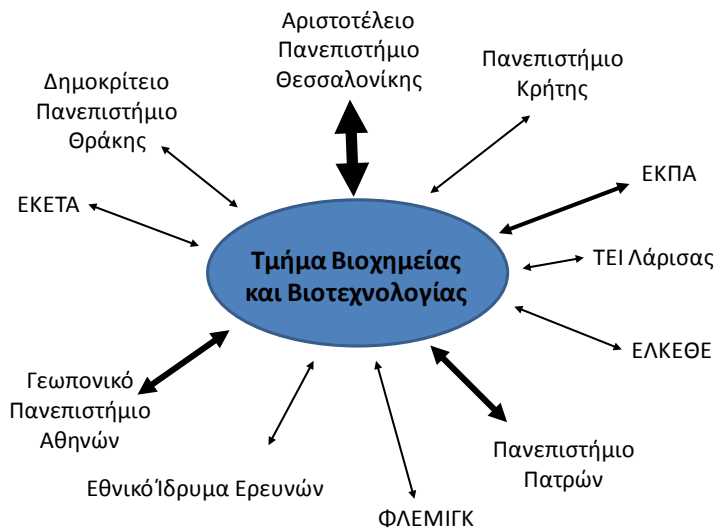 Αριστοτέλειο
Πανεπιστήμιο
Θεσσαλονίκης
Πανεπιστήμιο
Κρήτης
Δημοκρίτειο
Πανεπιστήμιο
Θράκης
ΕΚΠΑ
ΕΚΕΤΑ
Τμήμα Βιοχημείας
και Βιοτεχνολογίας
ΤΕΙ Λάρισας
ΕΛΚΕΘΕ
Γεωπονικό
Πανεπιστήμιο
Αθηνών
Πανεπιστήμιο
Πατρών
Εθνικό Ίδρυμα Ερευνών
ΦΛΕΜΙΓΚ